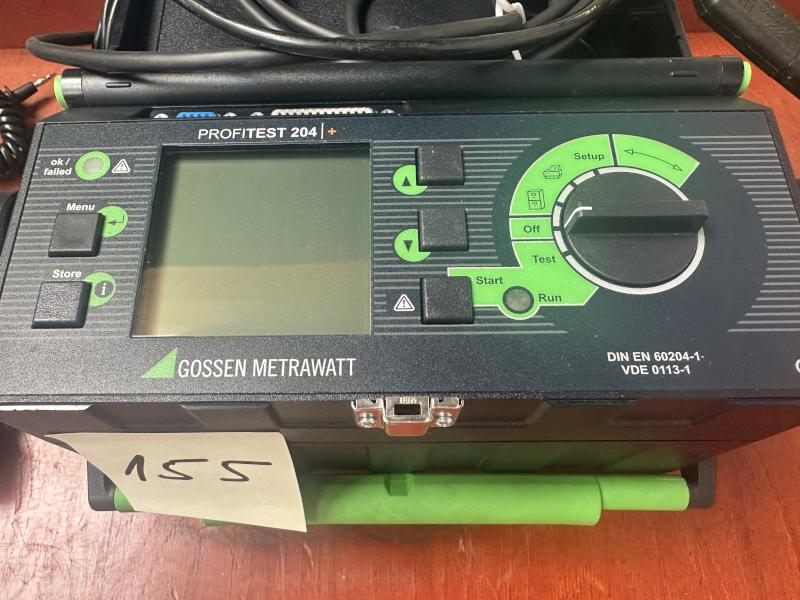 PROFITEST 204 +
ok /
failed
Menu
Store
i
Setup
Off
Test
Start
Run
GOSSEN METRAWATT
DIN EN 60204-1·
VDE 0113-1
155